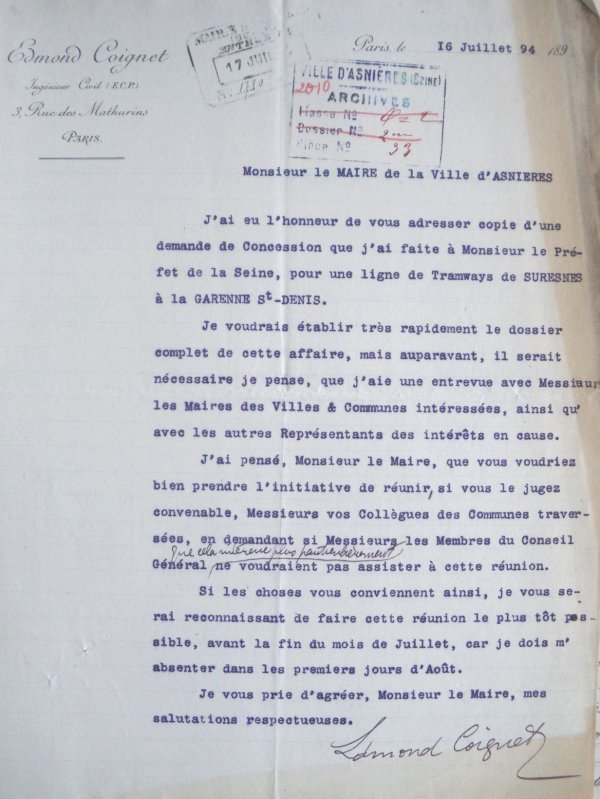 Edmond Coignet
Ingénieur Civil (E.C.P.)
3, Rue des Mathurins
PARIS.
MAIRIE
ENTRÉE
17 JUIL
No. 1710
Paris, le 16 Juillet 94 189
VILLE D'ASNIÈRES (SEINE)
2010
ARCHIVES
Liasse No
Dossier No
Pièce No 33
Monsieur le MAIRE de la Ville d'ASNIERES
J'ai eu l'honneur de vous adresser copie d'une
demande de Concession que j'ai faite à Monsieur le Pré-
fet de la Seine, pour une ligne de Tramways de SURESNES
à la GARENNE St-DENIS.
Je voudrais établir très rapidement le dossier
complet de cette affaire, mais auparavant, il serait
nécessaire je pense, que j'aie une entrevue avec Messieurs
les Maires des Villes & Communes intéressées, ainsi qu'
avec les autres Représentants des intérêts en cause.
J'ai pensé, Monsieur le Maire, que vous voudriez
bien prendre l'initiative de réunir, si vous le jugez
convenable, Messieurs vos Collègues des Communes traver-
sées, en demandant si Messieurs les Membres du Conseil
que cela intéresse plus particulièrement
Général, ne voudraient pas assister à cette réunion.
Si les choses vous conviennent ainsi, je vous se-
rai reconnaissant de faire cette réunion le plus tôt pos-
sible, avant la fin du mois de Juillet, car je dois m'
absenter dans les premiers jours d'Août.
Je vous prie d'agréer, Monsieur le Maire, mes
salutations respectueuses.
Edmond Coignet